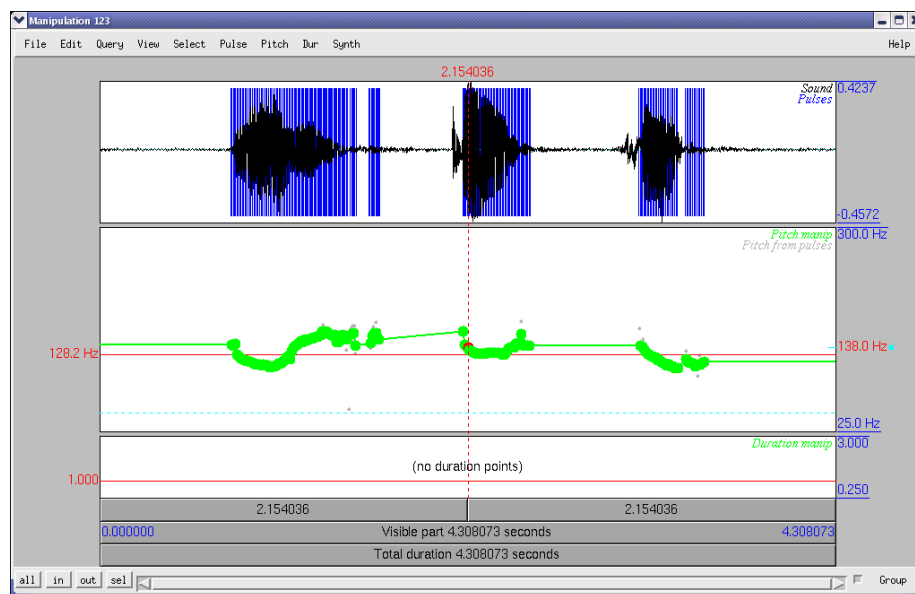 Manipulation 123
File Edit Query View Select Pulse Pitch Dur Synth Help
2.154036
Sound 0.4237
Pulses
-0.4572
Pitch manip 300.0 Hz
Pitch from pulses
128.2 Hz 138.0 Hz
25.0 Hz
Duration manip 3.000
(no duration points)
1.000
0.250
2.154036 2.154036
0.000000 Visible part 4.308073 seconds 4.308073
Total duration 4.308073 seconds
all in out sel Group